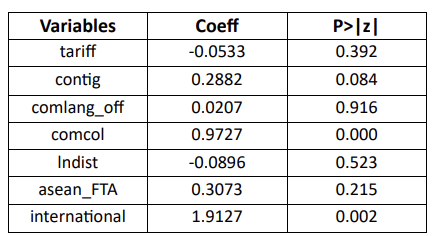 Variables Coeff P>|z|
tariff -0.0533 0.392
contig 0.2882 0.084
comlang_off 0.0207 0.916
comcol 0.9727 0.000
lndist -0.0896 0.523
asean_FTA 0.3073 0.215
international 1.9127 0.002